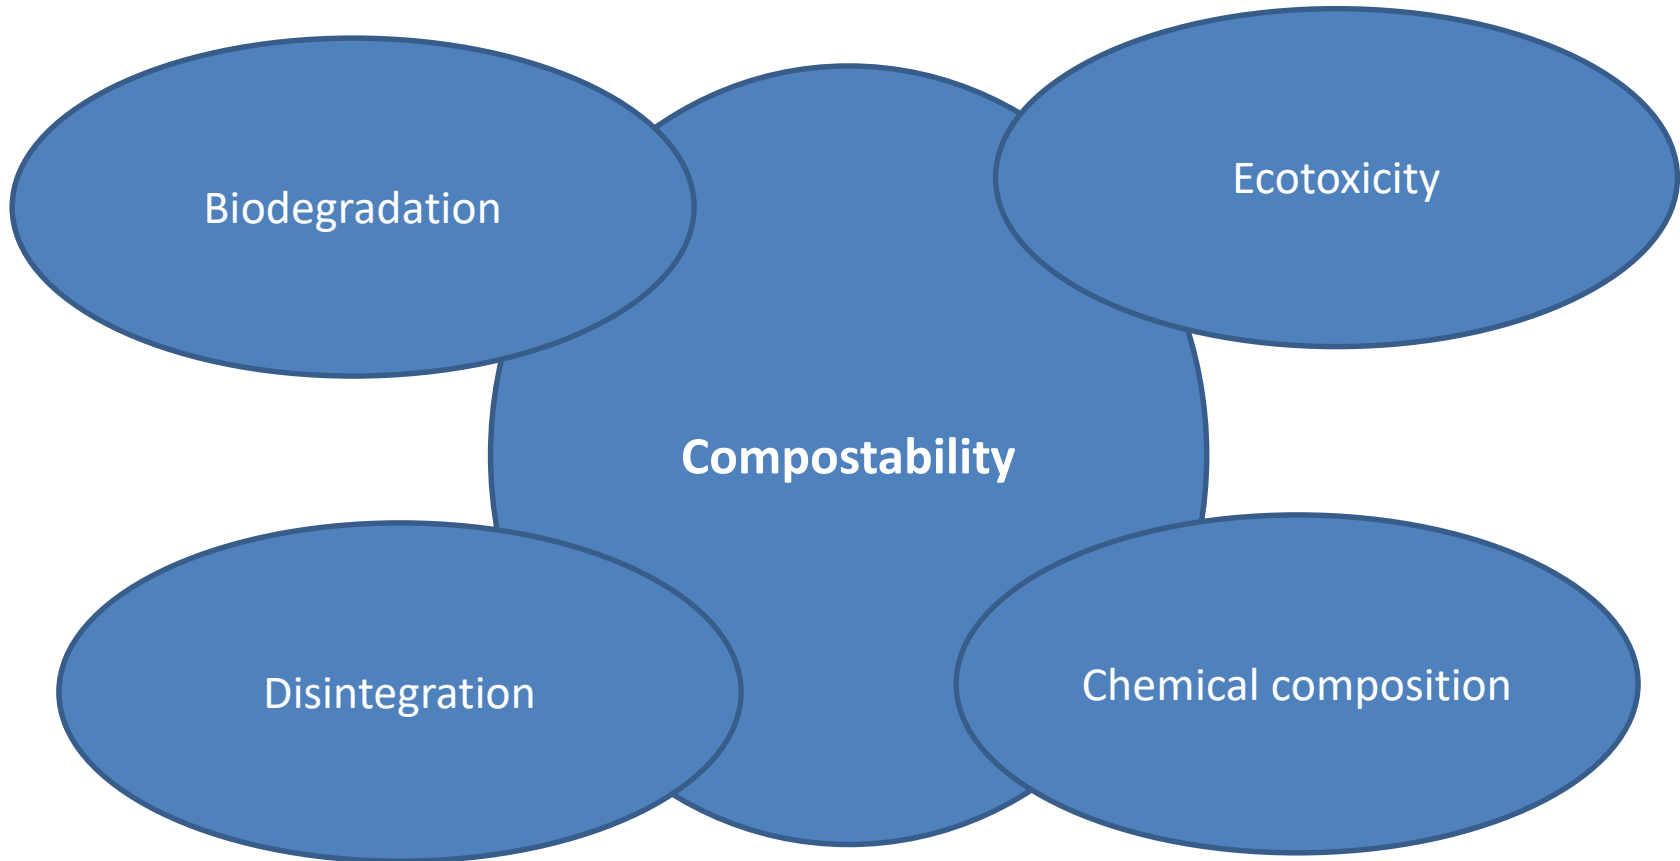 Biodegradation
Ecotoxicity
Compostability
Disintegration
Chemical composition